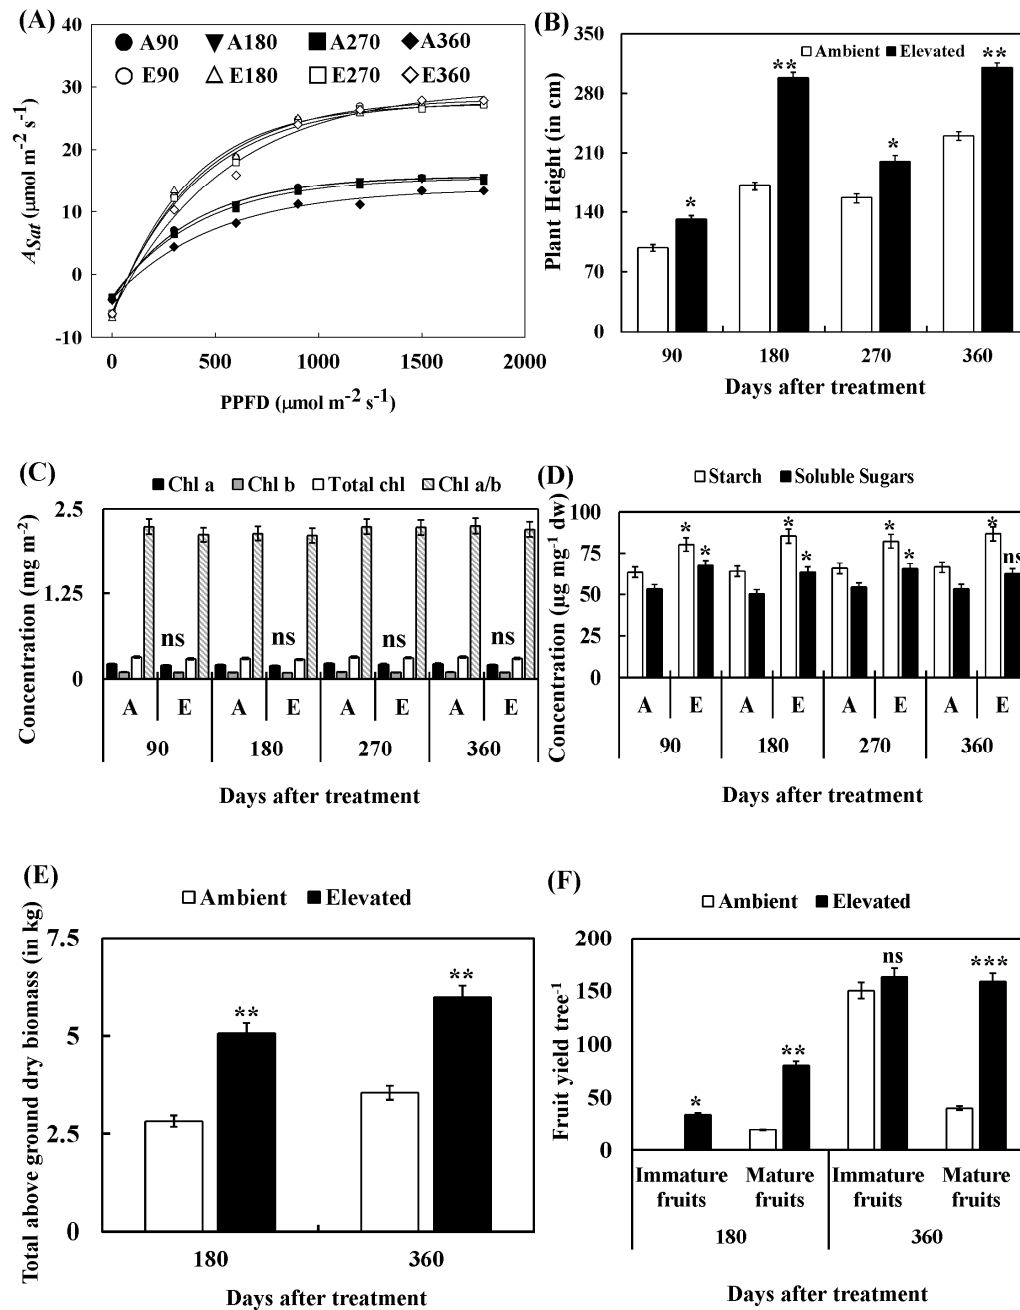 (A)
40
30
20
10
0
-10
A90 A180 A270 A360
E90 E180 E270 E360
A_Sat (μmol m⁻² s⁻¹)
0 500 1000 1500 2000
PPFD (μmol m⁻² s⁻¹)
(B)
350
280
210
140
70
0
Ambient Elevated
Plant Height (in cm)
* ** * **
90 180 270 360
Days after treatment
(C)
Chl a Chl b Total chl Chl a/b
2.5
1.25
0
Concentration (mg m⁻²)
ns ns ns ns
A E A E A E A E
90 180 270 360
Days after treatment
(D)
Starch Soluble Sugars
100
75
50
25
0
Concentration (μg mg⁻¹ dw)
* * * * * * * ns
A E A E A E A E
90 180 270 360
Days after treatment
(E)
Ambient Elevated
7.5
5
2.5
0
Total above ground dry biomass (in kg)
** **
180 360
Days after treatment
(F)
Ambient Elevated
200
150
100
50
0
Fruit yield tree⁻¹
* ** ns ***
Immature Mature Immature Mature
fruits fruits fruits fruits
180 360
Days after treatment